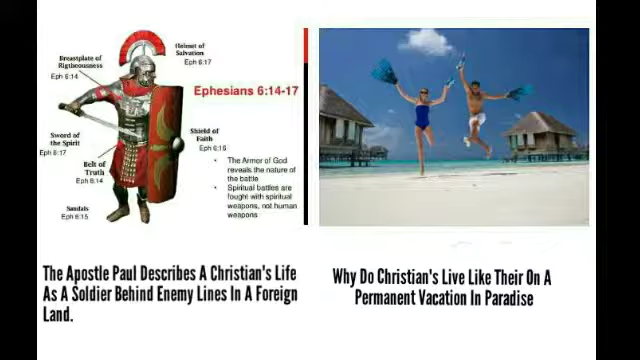 Helmet of
Salvation
Eph 6:17
Breastplate of
Rigteousness
Eph 6:14
Ephesians 6:14-17
Sword of
the Spirit
Eph 6:17
Shield of
Faith
Eph 6:16
Belt of
Truth
Eph 6:14
Sandals
Eph 6:15
• The Armor of God
reveals the nature of
the battle
• Spiritual battles are
fought with spiritual
weapons, not human
weapons
The Apostle Paul Describes A Christian's Life
As A Soldier Behind Enemy Lines In A Foreign
Land.
Why Do Christian's Live Like Their On A
Permanent Vacation In Paradise